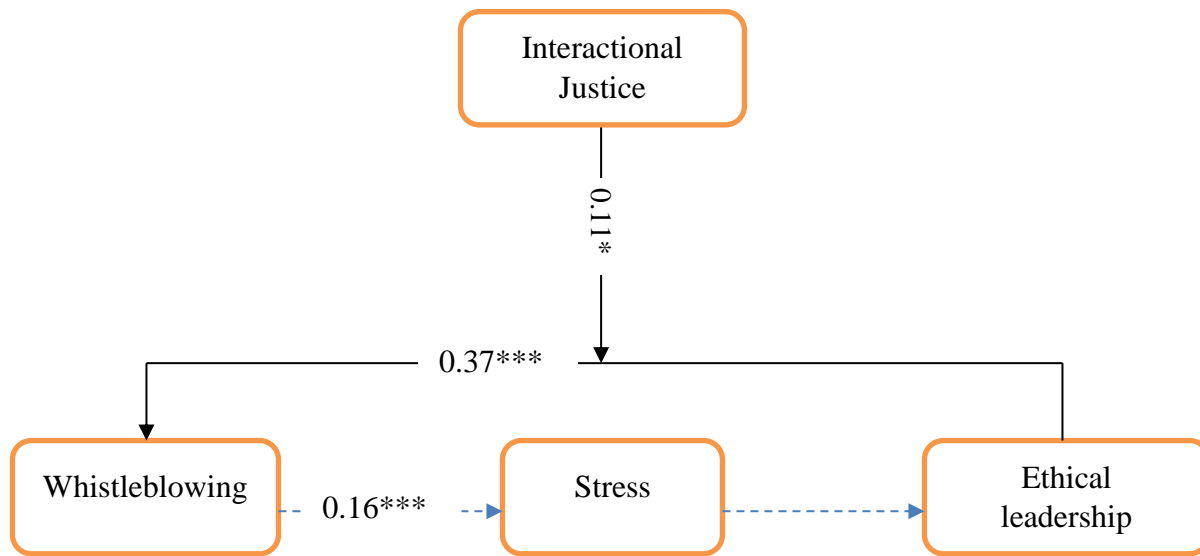 Interactional
Justice
0.11*
0.37***
Whistleblowing
0.16***
Stress
Ethical
leadership